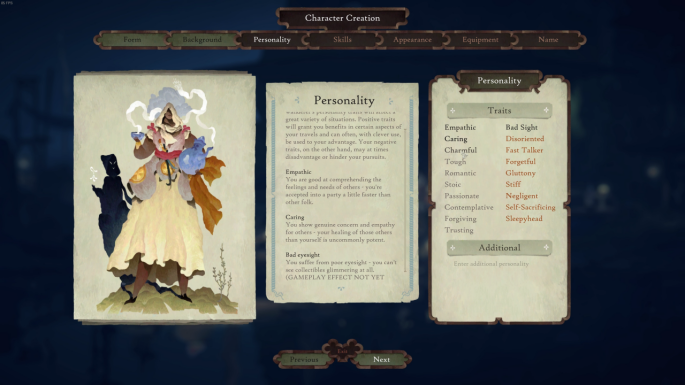 Character Creation
Form
Background
Personality
Skills
Appearance
Equipment
Name
Personality
great variety of situations. Positive traits
will grant you benefits in certain aspects of
your travels and can often, with clever use,
be used to your advantage. Your negative
traits, on the other hand, may at times
disadvantage or hinder your pursuits.
Empathic
You are good at comprehending the
feelings and needs of others - you're
accepted into a party a little faster than
other folk.
Caring
You show genuine concern and empathy
for others - your healing of those others
than yourself is uncommonly potent.
Bad eyesight
You suffer from poor eyesight - you can't
see collectibles glimmering at all.
(GAMEPLAY EFFECT NOT YET
Personality
Traits
Empathic
Bad Sight
Caring
Disoriented
Charmful
Fast Talker
Tough
Forgetful
Romantic
Gluttony
Stoic
Stiff
Passionate
Negligent
Contemplative
Self-Sacrificing
Forgiving
Sleepyhead
Trusting
Additional
Enter additional personality
Previous
Exit
Next